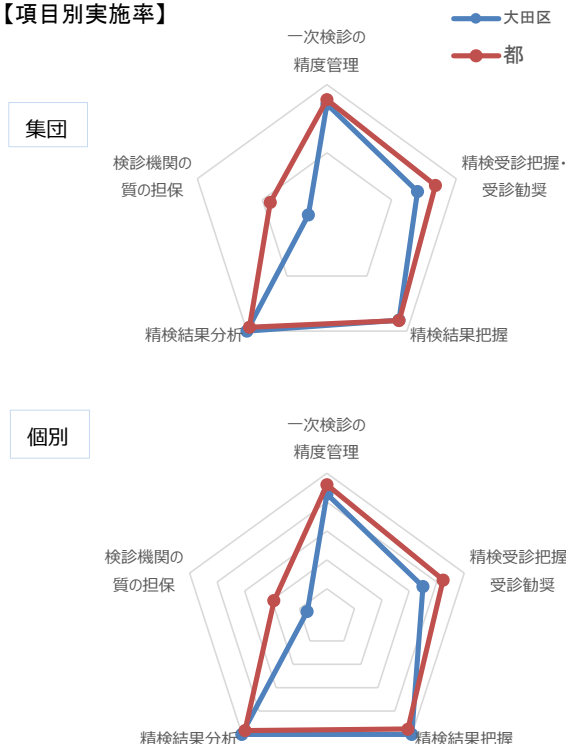 【項目別実施率】
大田区
都
集団
一次検診の
精度管理
精検受診把握・
受診勧奨
精検結果把握
精検結果分析
検診機関の
質の担保
個別
一次検診の
精度管理
精検受診把握
受診勧奨
精検結果把握
精検結果分析
検診機関の
質の担保